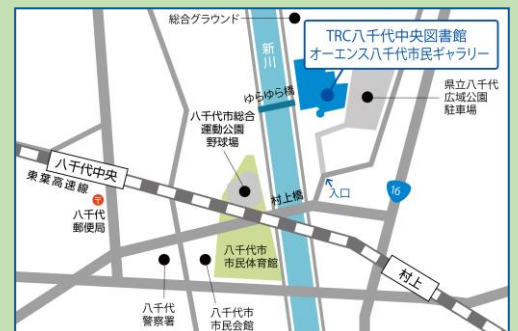 総合グラウンド
TRC八千代中央図書館
オーエンス八千代市民ギャラリー
新川
ゆらゆら橋
県立八千代
広域公園
駐車場
八千代市総合
運動公園
野球場
八千代中央
東葉高速線
〒
八千代
郵便局
村上橋
入口
16
八千代市
市民体育館
村上
八千代
警察署
八千代市
市民会館